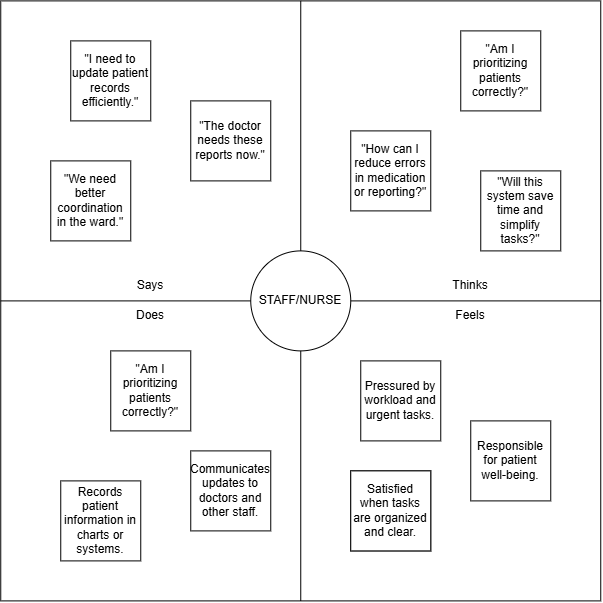 "I need to
update patient
records
efficiently."
"The doctor
needs these
reports now."
"We need
better
coordination
in the ward."
Says
"Am I
prioritizing
patients
correctly?"
"How can I
reduce errors
in medication
or reporting?"
"Will this
system save
time and
simplify
tasks?"
Thinks
STAFF/NURSE
Does
"Am I
prioritizing
patients
correctly?"
Communicates
updates to
doctors and
other staff.
Records
patient
information in
charts or
systems.
Feels
Pressured by
workload and
urgent tasks.
Responsible
for patient
well-being.
Satisfied
when tasks
are organized
and clear.